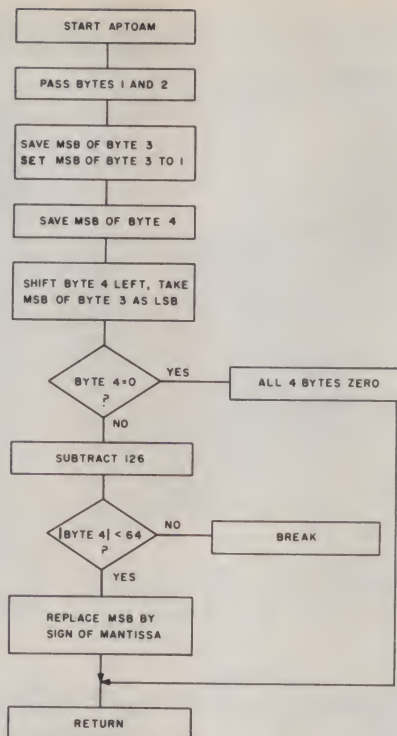 START APTOAM
PASS BYTES 1 AND 2
SAVE MSB OF BYTE 3
SET MSB OF BYTE 3 TO 1
SAVE MSB OF BYTE 4
SHIFT BYTE 4 LEFT, TAKE
MSB OF BYTE 3 AS LSB
BYTE 4=0
?
YES
ALL 4 BYTES ZERO
NO
SUBTRACT 126
|BYTE 4| < 64
?
NO
BREAK
YES
REPLACE MSB BY
SIGN OF MANTISSA
RETURN